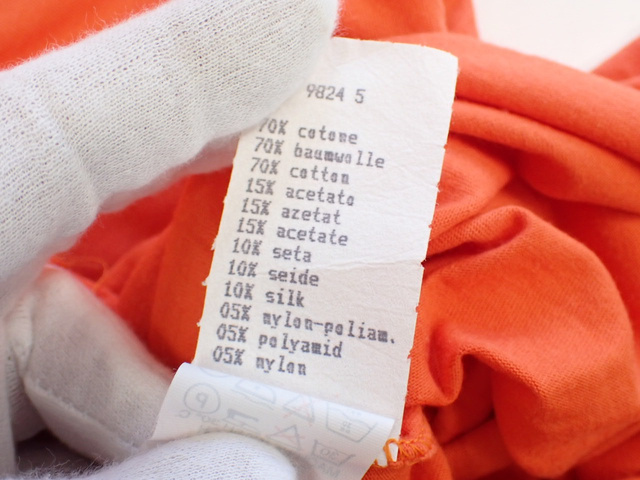 9824 5
70% cotone
70% baumwolle
70% cotton
15% acetato
15% azetat
15% acetate
10% seta
10% seide
10% silk
05% nylon-poliam.
05% polyamid
05% nylon
P